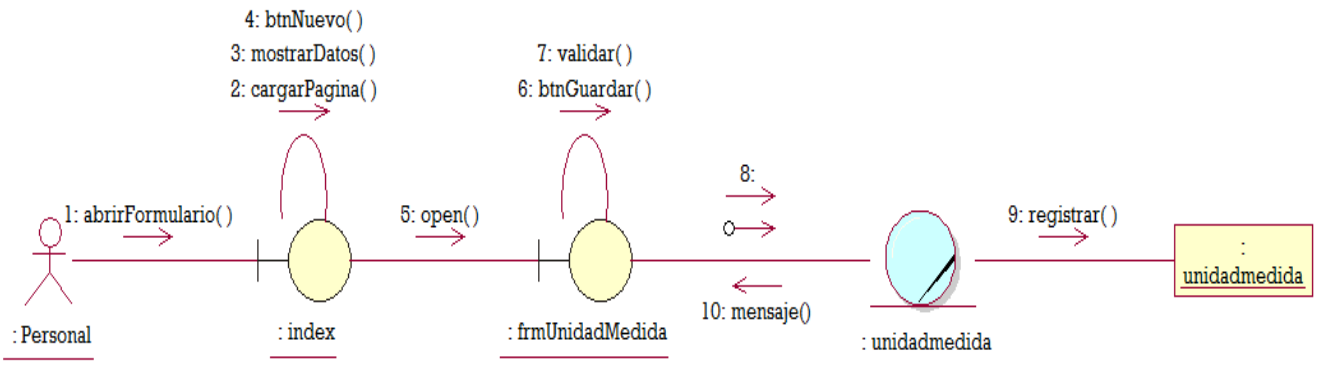 4: btnNuevo( )
3: mostrarDatos( )
2: cargarPagina( )
7: validar( )
6: btnGuardar( )
8:
1: abrirFormulario( )
5: open( )
9: registrar( )
:
unidadmedida
10: mensaje()
: Personal
: index
: frmUnidadMedida
: unidadmedida